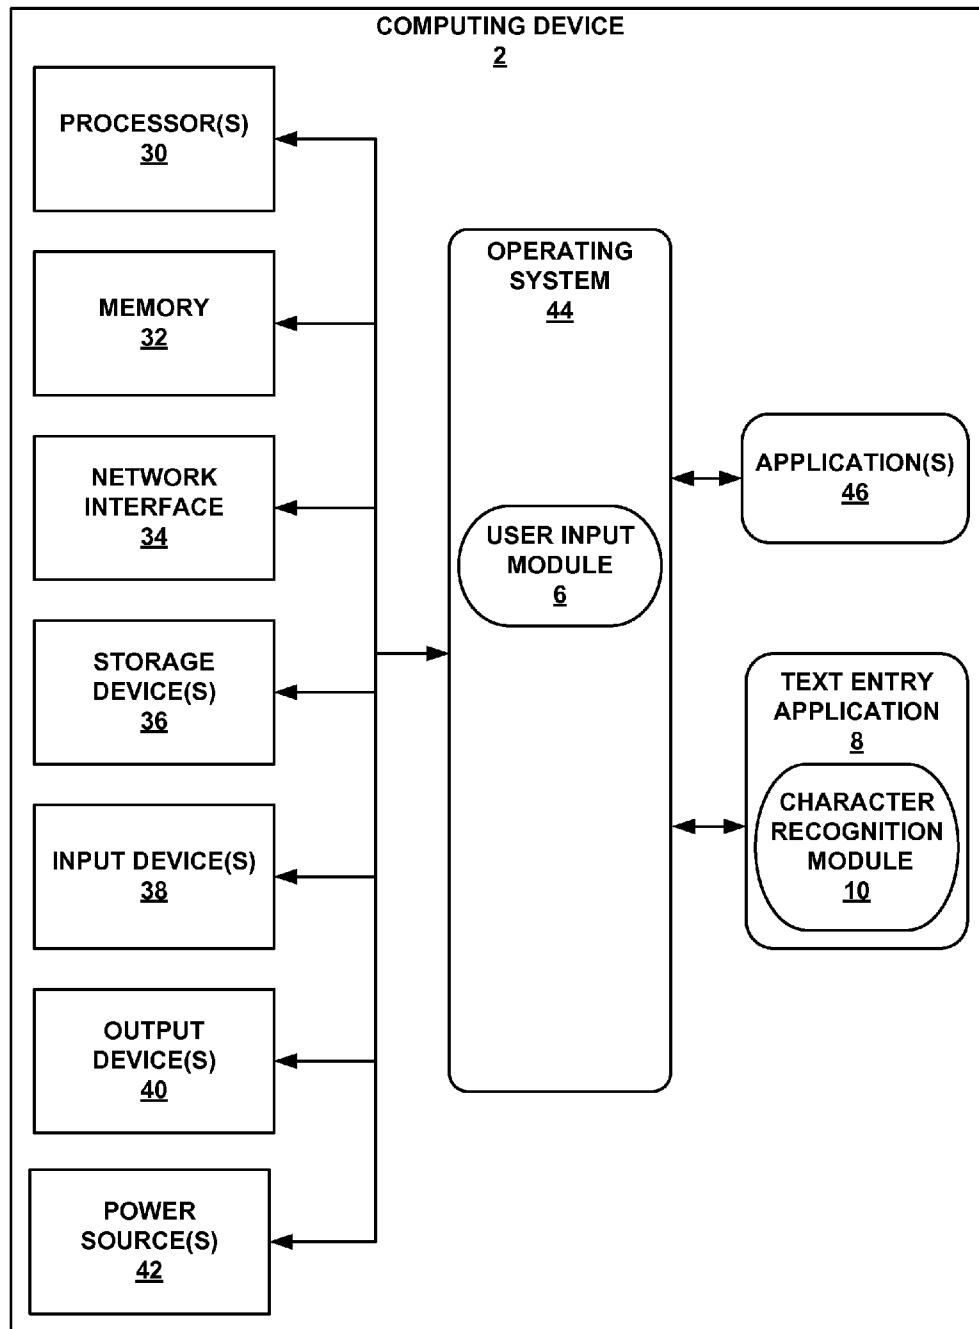 COMPUTING DEVICE
2
PROCESSOR(S)
30
MEMORY
32
NETWORK
INTERFACE
34
STORAGE
DEVICE(S)
36
INPUT DEVICE(S)
38
OUTPUT
DEVICE(S)
40
POWER
SOURCE(S)
42
OPERATING
SYSTEM
44
USER INPUT
MODULE
6
APPLICATION(S)
46
TEXT ENTRY
APPLICATION
8
CHARACTER
RECOGNITION
MODULE
10